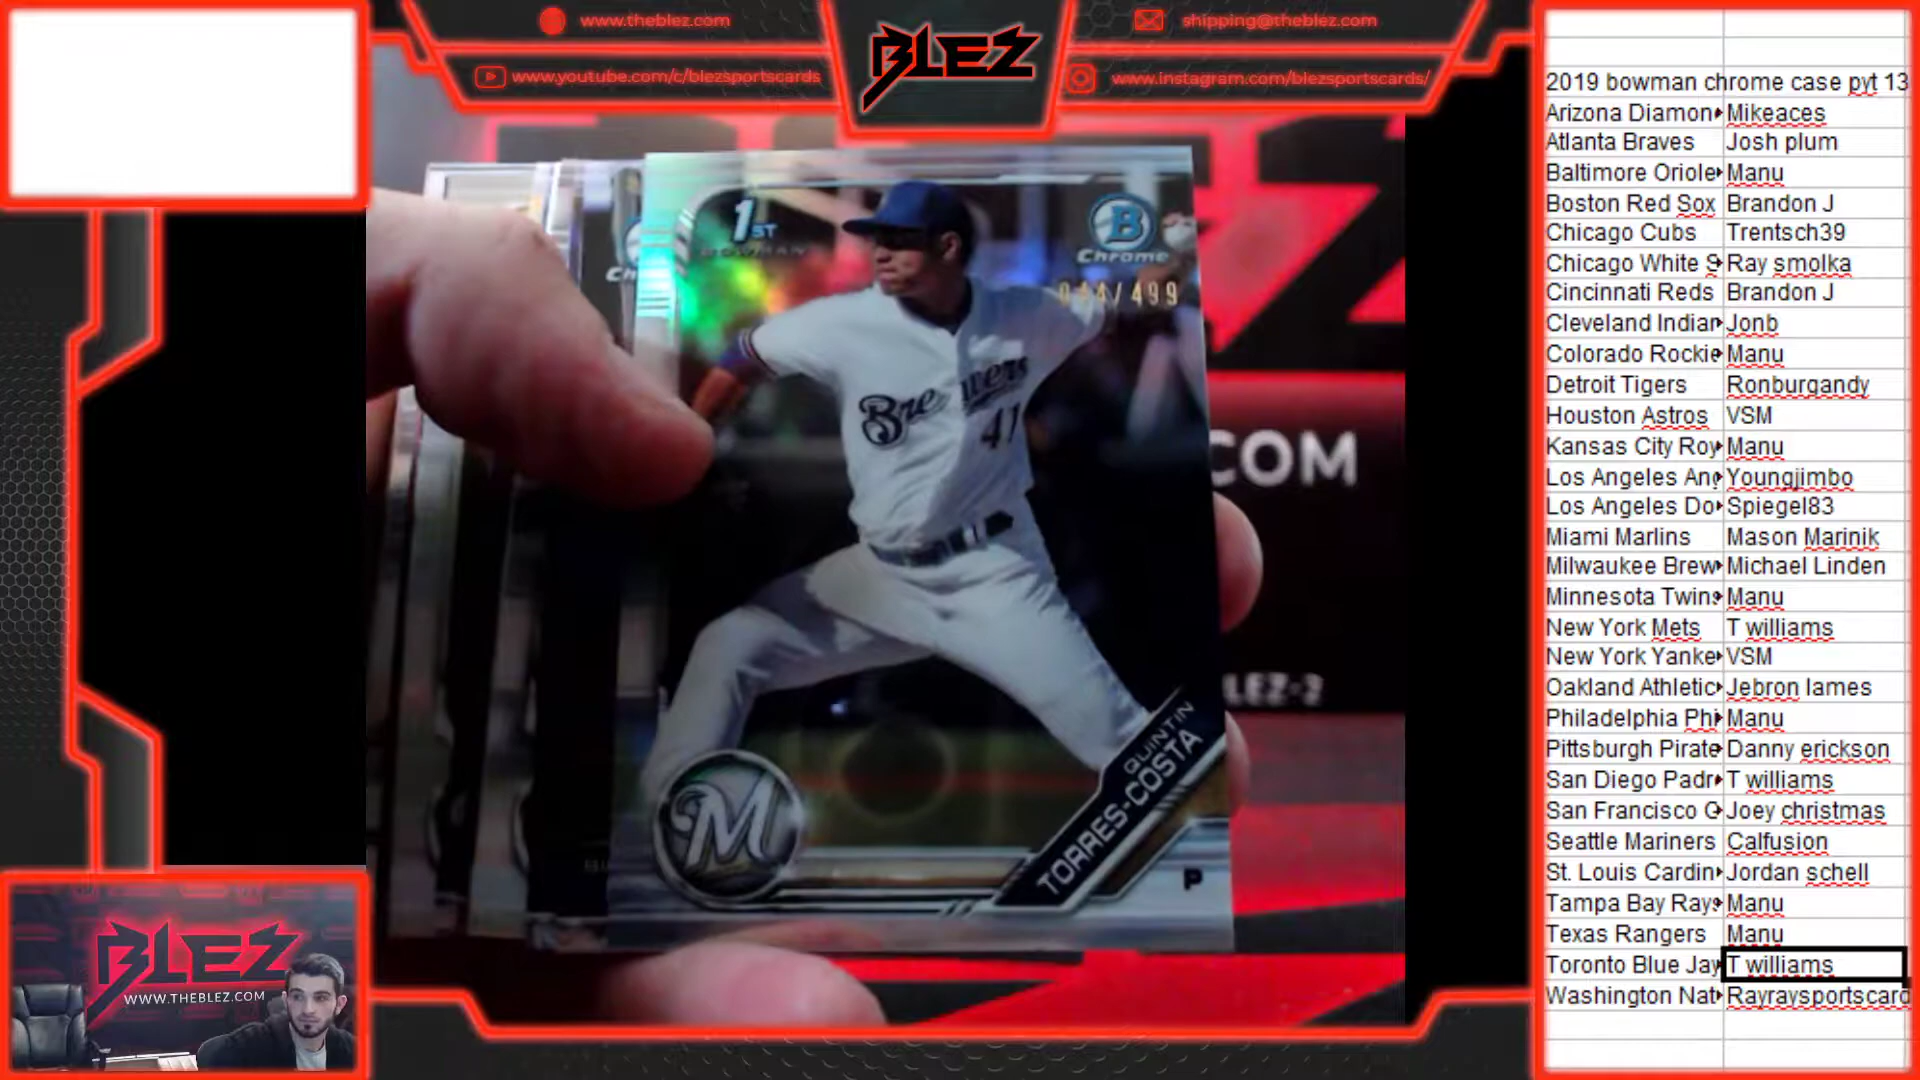 www.theblez.com
shipping@theblez.com
BLEZ
www.youtube.com/c/blezsportscards
www.instagram.com/blezsportscards/
1ST
BOWMAN
B
Chrome
044/499
Brewers
41
M
QUINTIN
TORRES-COSTA
P
COM
LEZ-2
BLEZ
WWW.THEBLEZ.COM
2019 bowman chrome case pyt 13
Arizona Diamon Mikeaces
Atlanta Braves Josh plum
Baltimore Oriole Manu
Boston Red Sox Brandon J
Chicago Cubs Trentsch39
Chicago White S Ray smolka
Cincinnati Reds Brandon J
Cleveland Indian Jonb
Colorado Rockie Manu
Detroit Tigers Ronburgandy
Houston Astros VSM
Kansas City Roy Manu
Los Angeles Ang Youngjimbo
Los Angeles Do Spiegel83
Miami Marlins Mason Marinik
Milwaukee Brew Michael Linden
Minnesota Twins Manu
New York Mets T williams
New York Yanke VSM
Oakland Athletic Jebron lames
Philadelphia Phi Manu
Pittsburgh Pirate Danny erickson
San Diego Padr T williams
San Francisco G Joey christmas
Seattle Mariners Calfusion
St. Louis Cardin Jordan schell
Tampa Bay Rays Manu
Texas Rangers Manu
Toronto Blue Jay T williams
Washington Nat Rayraysportscard